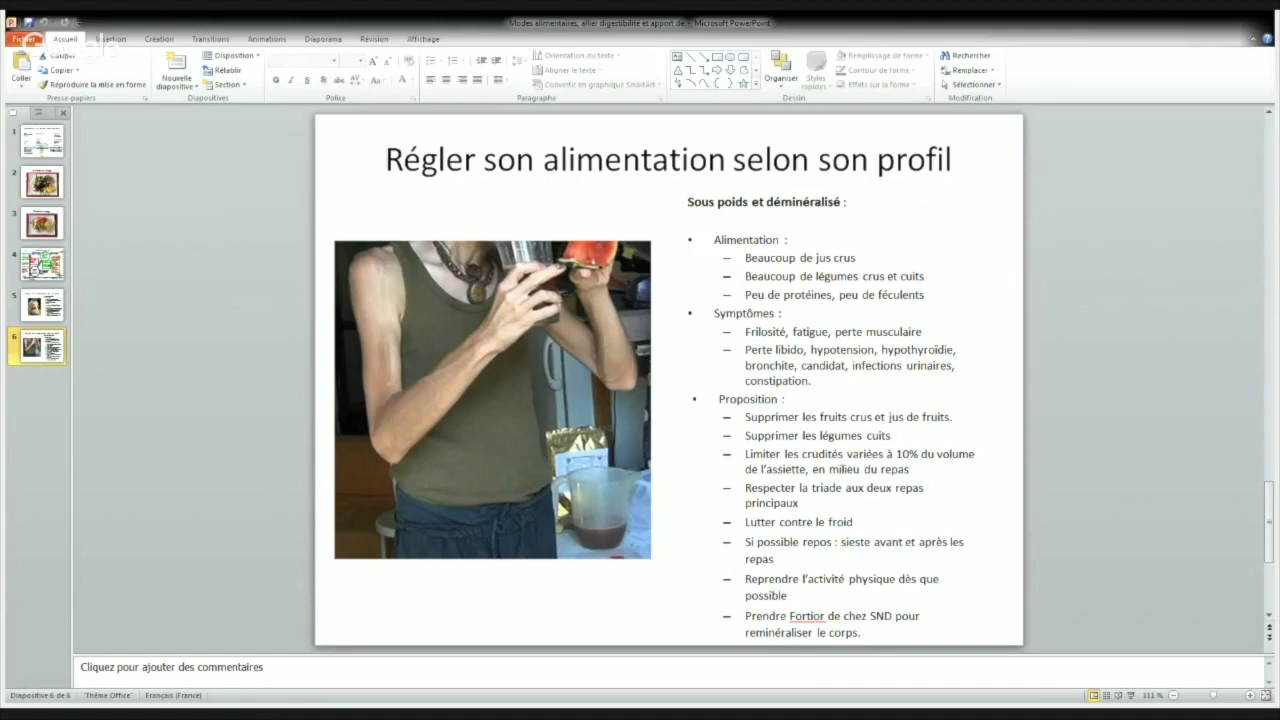 Modes alimentaires, allier digestibilité et apport de - Microsoft PowerPoint
Fichier Accueil Insertion Création Transitions Animations Diaporama Révision Affichage
Coller
Couper
Copier
Reproduire la mise en forme
Presse-papiers
Nouvelle diapositive
Disposition
Rétablir
Section
Diapositives
G I S S abc AV Aa A
Police
Orientation du texte
Aligner le texte
Convertir en graphique SmartArt
Paragraphe
Organiser
Styles rapides
Remplissage de forme
Contour de forme
Effets sur la forme
Dessin
Rechercher
Remplacer
Sélectionner
Modification
1
2
3
4
5
6
Régler son alimentation selon son profil
Sous poids et déminéralisé :
• Alimentation :
– Beaucoup de jus crus
– Beaucoup de légumes crus et cuits
– Peu de protéines, peu de féculents
• Symptômes :
– Frilosité, fatigue, perte musculaire
– Perte libido, hypotension, hypothyroïdie,
bronchite, candidat, infections urinaires,
constipation.
• Proposition :
– Supprimer les fruits crus et jus de fruits.
– Supprimer les légumes cuits
– Limiter les crudités variées à 10% du volume
de l'assiette, en milieu du repas
– Respecter la triade aux deux repas
principaux
– Lutter contre le froid
– Si possible repos : sieste avant et après les
repas
– Reprendre l'activité physique dès que
possible
– Prendre Fortior de chez SND pour
reminéraliser le corps.
Cliquez pour ajouter des commentaires
Diapositive 6 de 6 "Thème Office" Français (France) 111 %